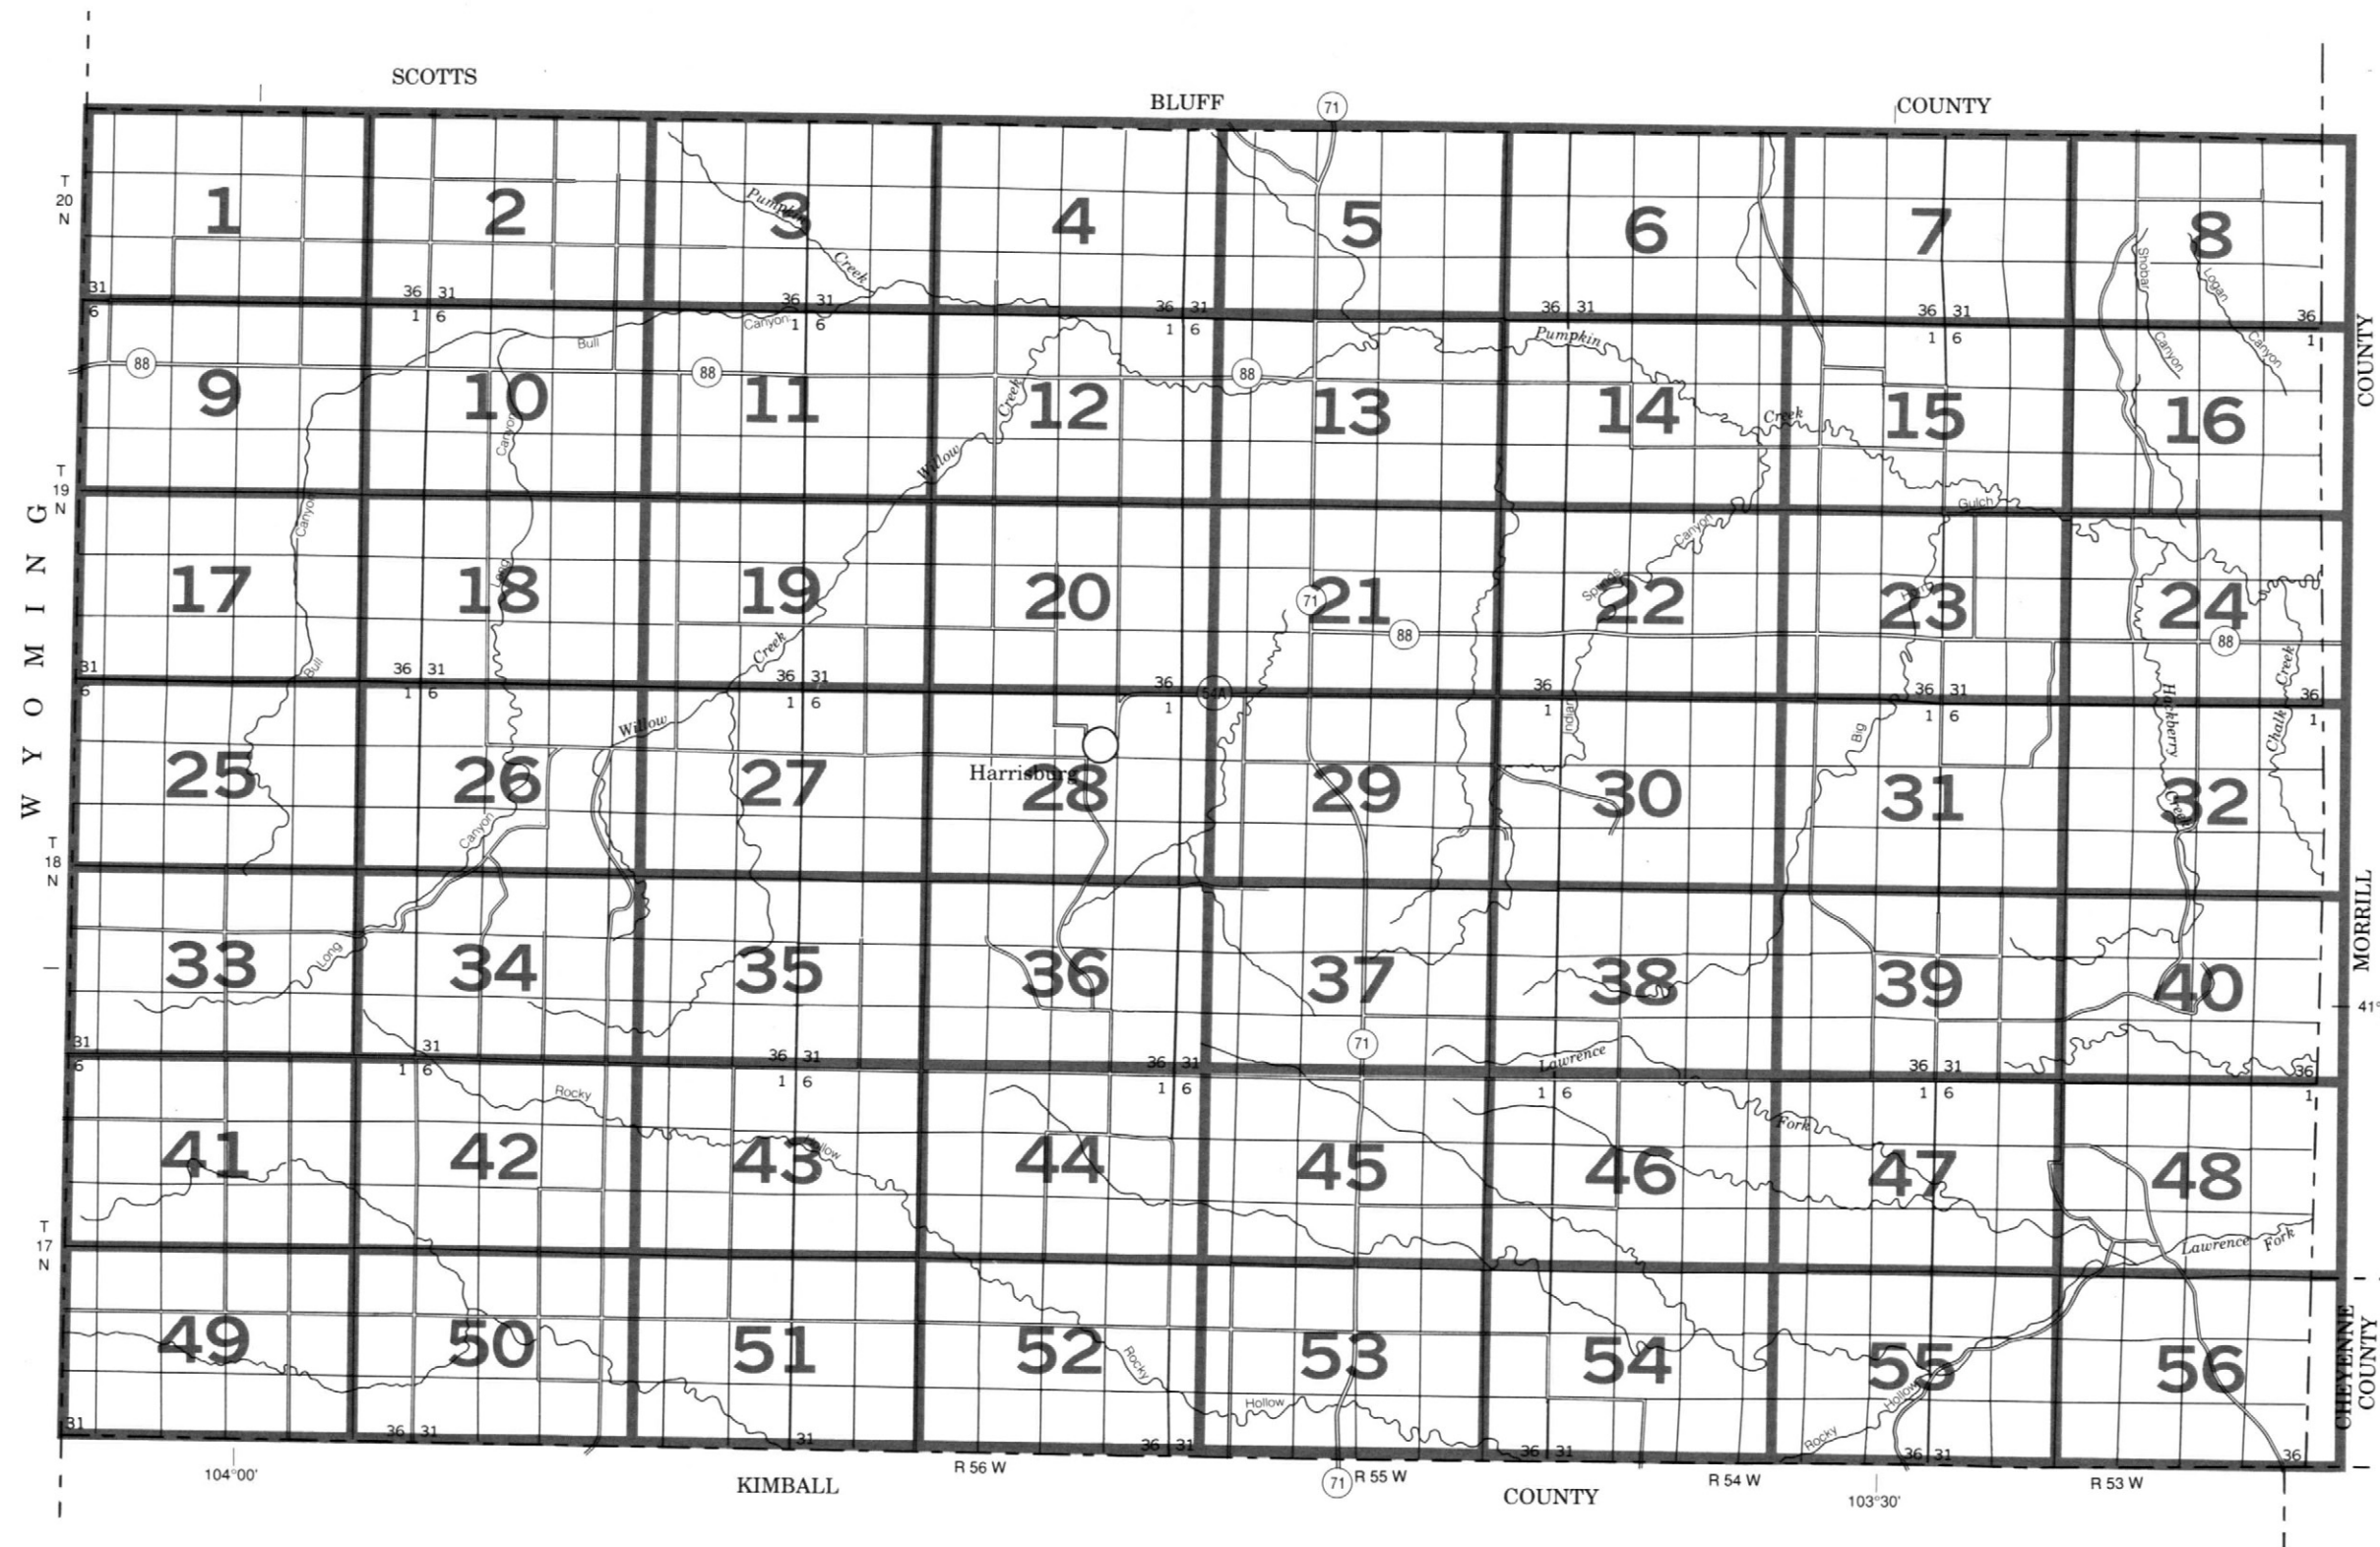 SCOTTS
BLUFF
71
COUNTY
T
20
N
1
2
3
4
5
6
7
8
Pumpkin
Creek
Shobar
Canyon
Logan
Canyon
31
36 31
36 31
36 31
36 31
36 31
36
6
1 6
1 6
1 6
1 6
1
Canyon
Bull
Pumpkin
Creek
88
88
88
9
10
11
12
13
14
15
16
Canyon
Creek
Willow
COUNTY
T
19
N
WYOMING
Canyon
Bull
Long
Canyon
Springs
Indian
Gulch
Horn
Big
17
18
19
20
21
22
23
24
71
88
88
Creek
Willow
Chalk Creek
Hackberry
Creek
31
36 31
36 31
36
54A
36
36 31
36
6
1 6
1 6
1
1
1 6
1
Harrisburg
25
26
27
28
29
30
31
32
Canyon
Long
T
18
N
MORRILL
33
34
35
36
37
38
39
40
41°
71
31
31
36 31
36 31
36 31
36
6
1 6
1 6
1 6
1 6
1 6
1
Lawrence
Fork
Rocky
Hollow
41
42
43
44
45
46
47
48
T
17
N
Lawrence Fork
49
50
51
52
53
54
55
56
Rocky
Hollow
Rocky
Hollow
CHEYENNE
COUNTY
31
36 31
31
36 31
36 31
36 31
36
104°00'
KIMBALL
R 56 W
71
R 55 W
COUNTY
R 54 W
103°30'
R 53 W